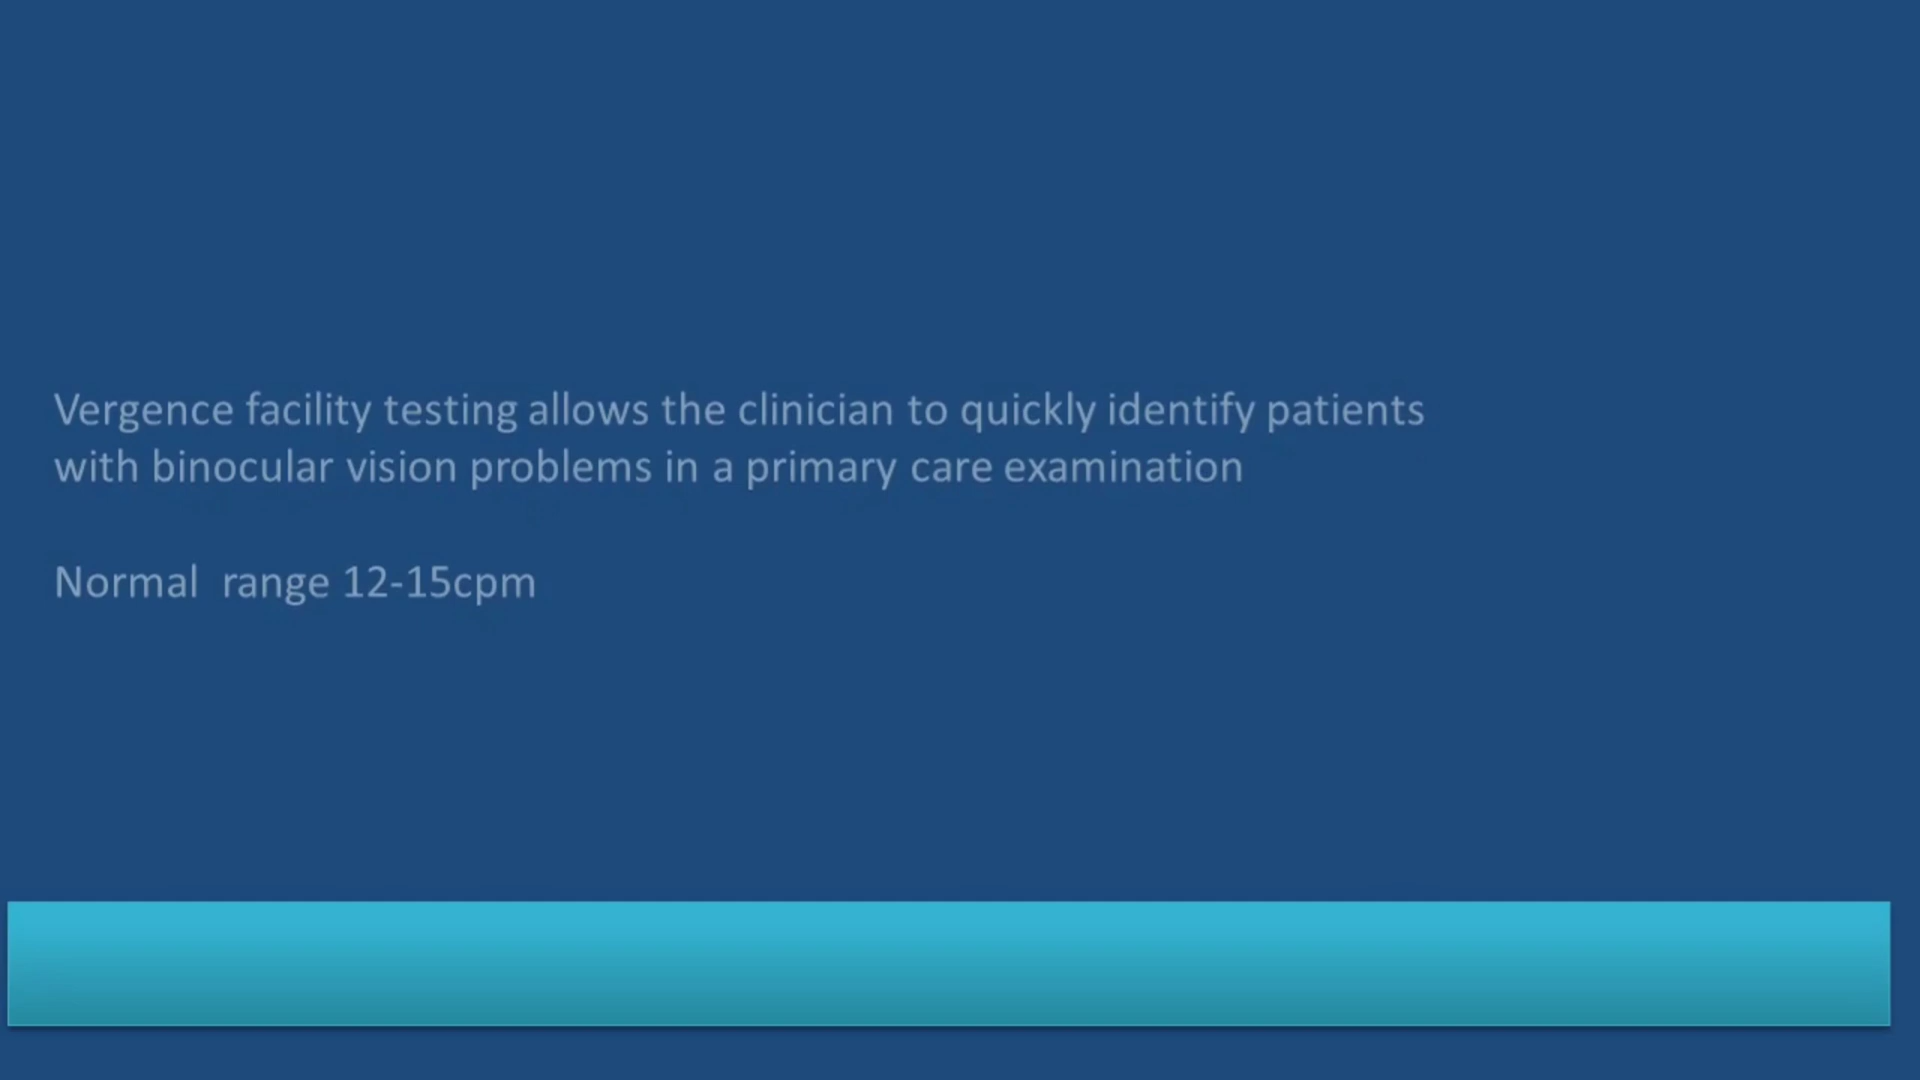 Vergence facility testing allows the clinician to quickly identify patients
with binocular vision problems in a primary care examination
Normal range 12-15cpm